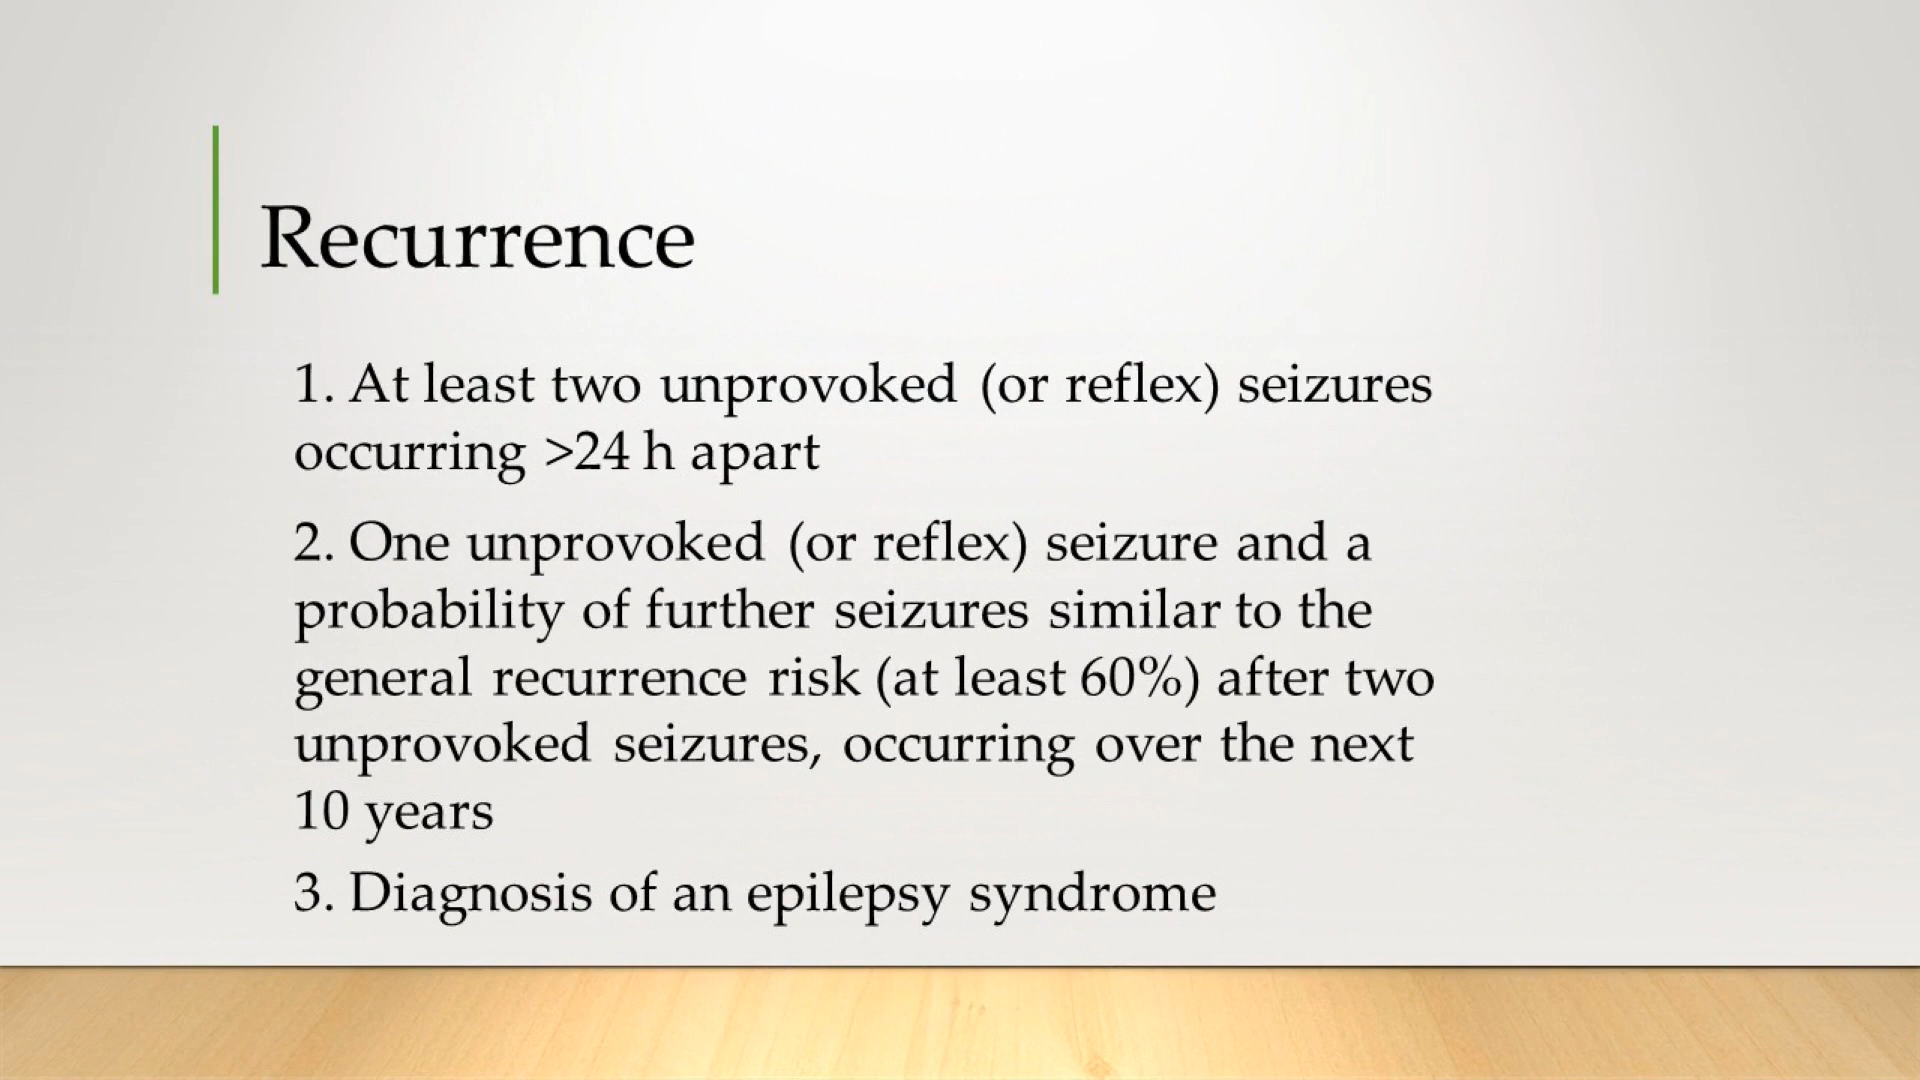 Recurrence
1. At least two unprovoked (or reflex) seizures
occurring >24 h apart
2. One unprovoked (or reflex) seizure and a
probability of further seizures similar to the
general recurrence risk (at least 60%) after two
unprovoked seizures, occurring over the next
10 years
3. Diagnosis of an epilepsy syndrome